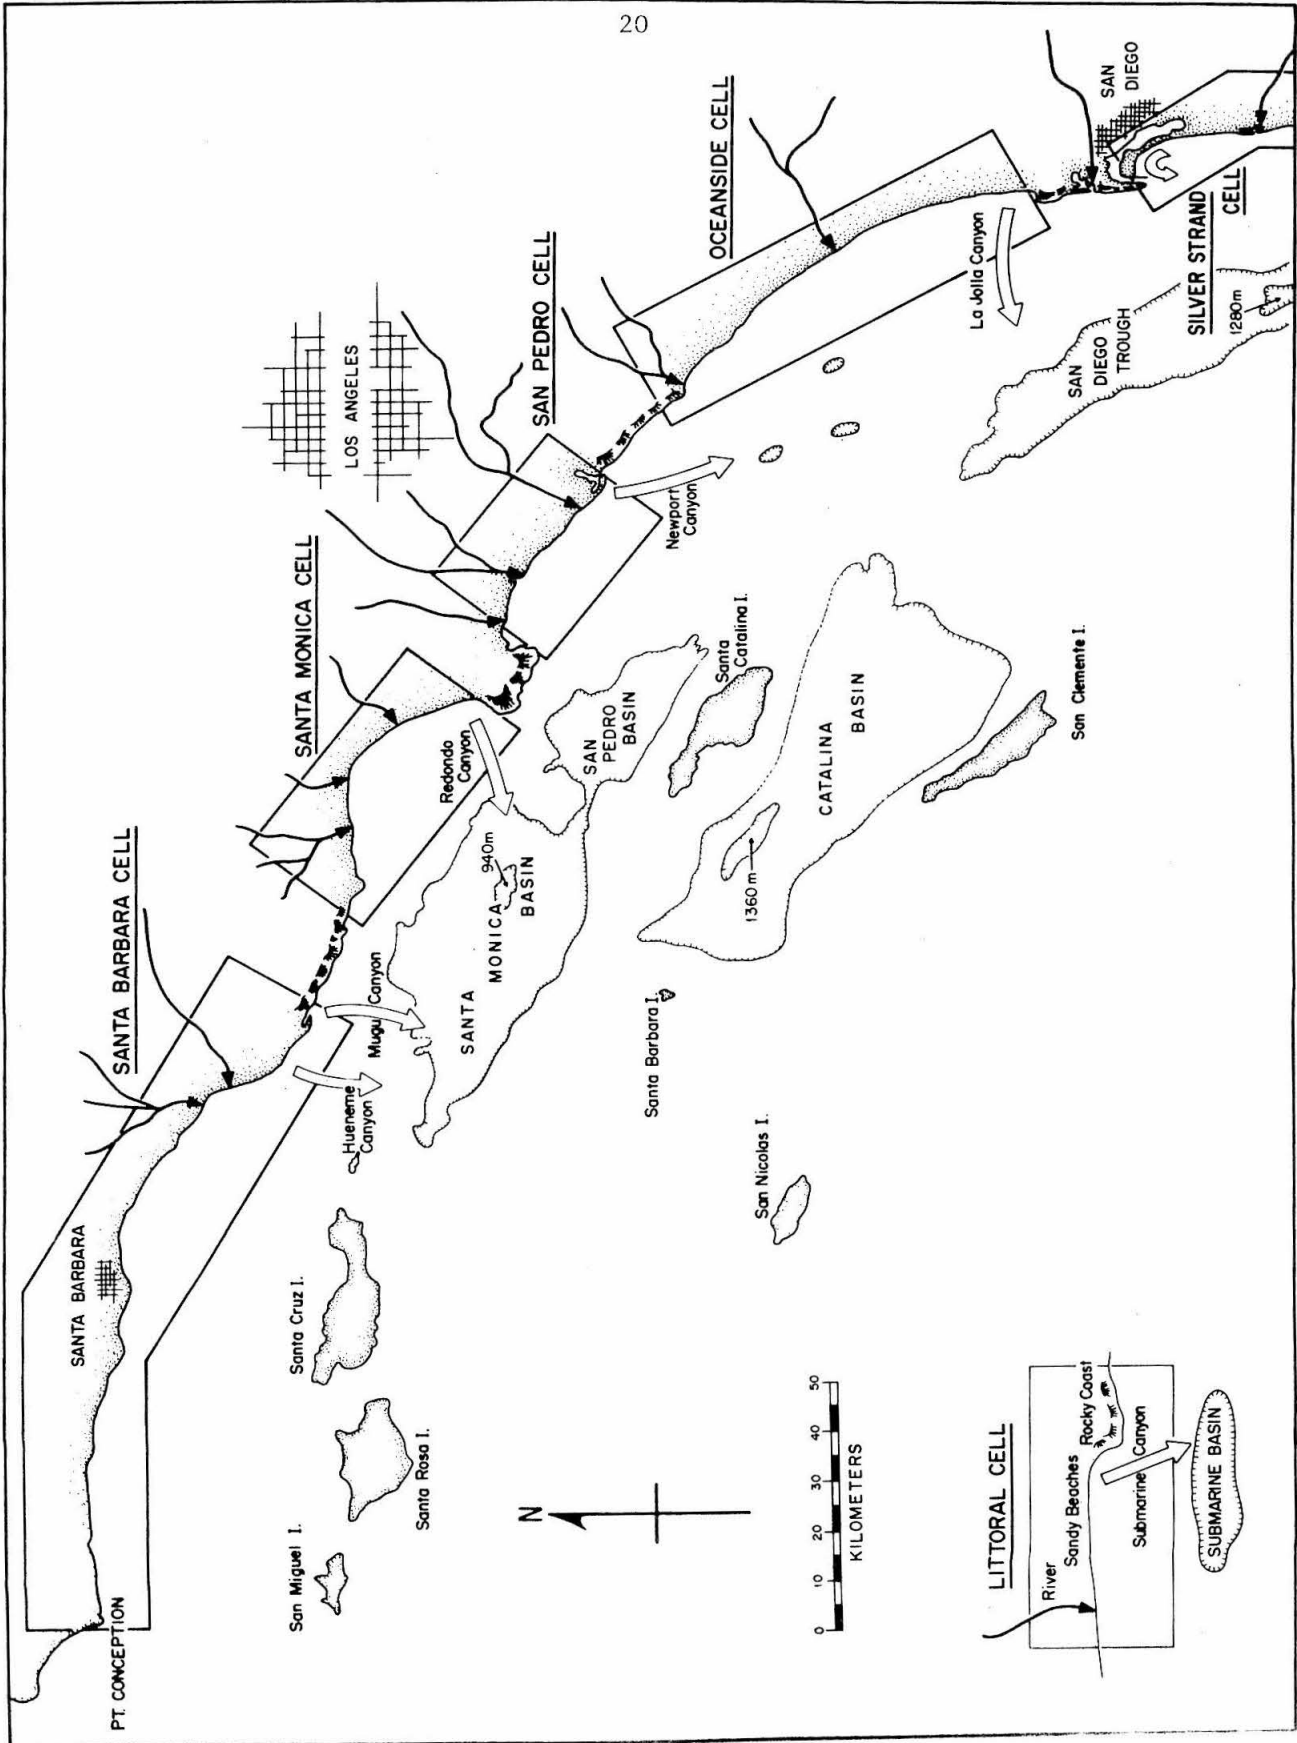 20
SANTA BARBARA CELL
SANTA MONICA CELL
SAN PEDRO CELL
OCEANSIDE CELL
SILVER STRAND
CELL
PT. CONCEPTION
SANTA BARBARA
LOS ANGELES
SAN
DIEGO
San Miguel I.
Santa Rosa I.
Santa Cruz I.
Hueneme
Canyon
Mugu Canyon
Redondo
Canyon
Newport
Canyon
La Jolla Canyon
SANTA
MONICA
BASIN
940m
SAN
PEDRO
BASIN
Santa
Catalina I.
CATALINA
BASIN
1360m
San Clemente I.
Santa Barbara I.
San Nicolas I.
SAN
DIEGO
TROUGH
1280m
N
0 10 20 30 40 50
KILOMETERS
LITTORAL CELL
River
Sandy Beaches
Rocky Coast
Submarine Canyon
SUBMARINE BASIN